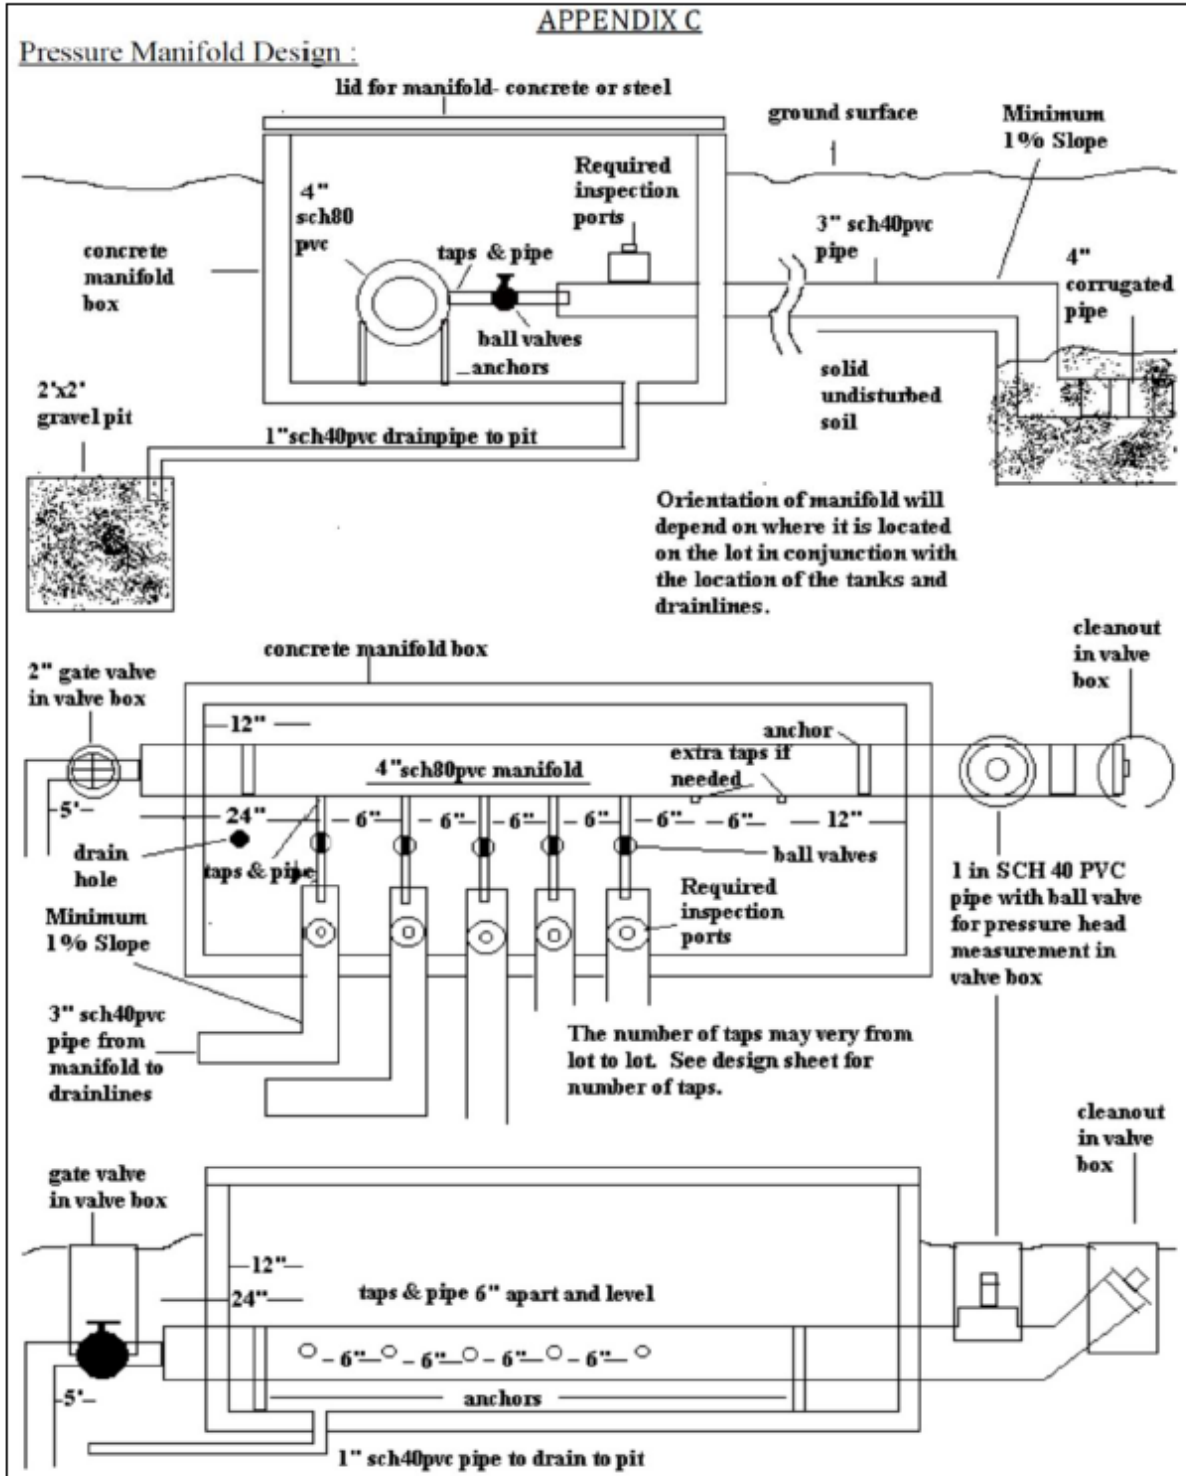 APPENDIX C
Pressure Manifold Design :
lid for manifold- concrete or steel
ground surface
Minimum
1% Slope
4"
sch80
pvc
Required
inspection
ports
3" sch40pvc
pipe
concrete
manifold
box
taps & pipe
4"
corrugated
pipe
ball valves
anchors
solid
undisturbed
soil
2'x2'
gravel pit
1"sch40pvc drainpipe to pit
Orientation of manifold will
depend on where it is located
on the lot in conjunction with
the location of the tanks and
drainlines.
concrete manifold box
cleanout
in valve
box
2" gate valve
in valve box
12"
anchor
extra taps if
needed
4"sch80pvc manifold
5'
24"
6"
6"
6"
6"
6"
6"
12"
drain
hole
taps & pipe
ball valves
Minimum
1% Slope
Required
inspection
ports
1 in SCH 40 PVC
pipe with ball valve
for pressure head
measurement in
valve box
3" sch40pvc
pipe from
manifold to
drainlines
The number of taps may very from
lot to lot. See design sheet for
number of taps.
cleanout
in valve
box
gate valve
in valve box
12"
24"
taps & pipe 6" apart and level
6"
6"
6"
6"
5'
anchors
1" sch40pvc pipe to drain to pit